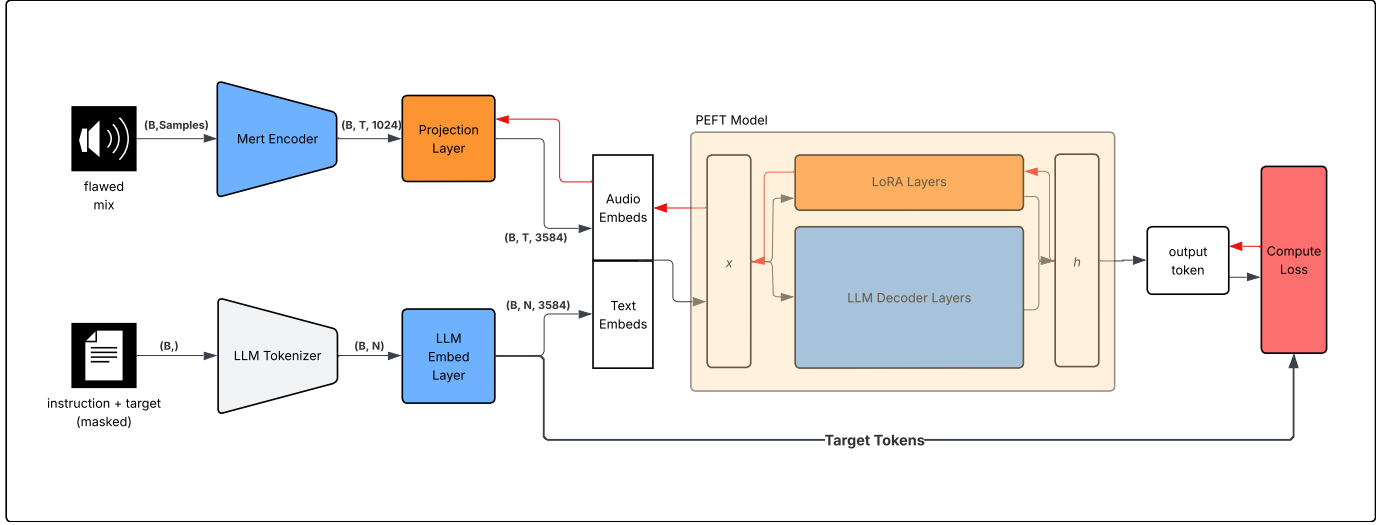 PEFT Model
(B,Samples)
Mert Encoder
(B, T, 1024)
Projection
Layer
flawed
mix
(B, T, 3584)
Audio
Embeds
LoRA Layers
x
LLM Decoder Layers
h
output
token
Compute
Loss
(B,)
LLM Tokenizer
(B, N)
LLM
Embed
Layer
(B, N, 3584)
Text
Embeds
instruction + target
(masked)
Target Tokens